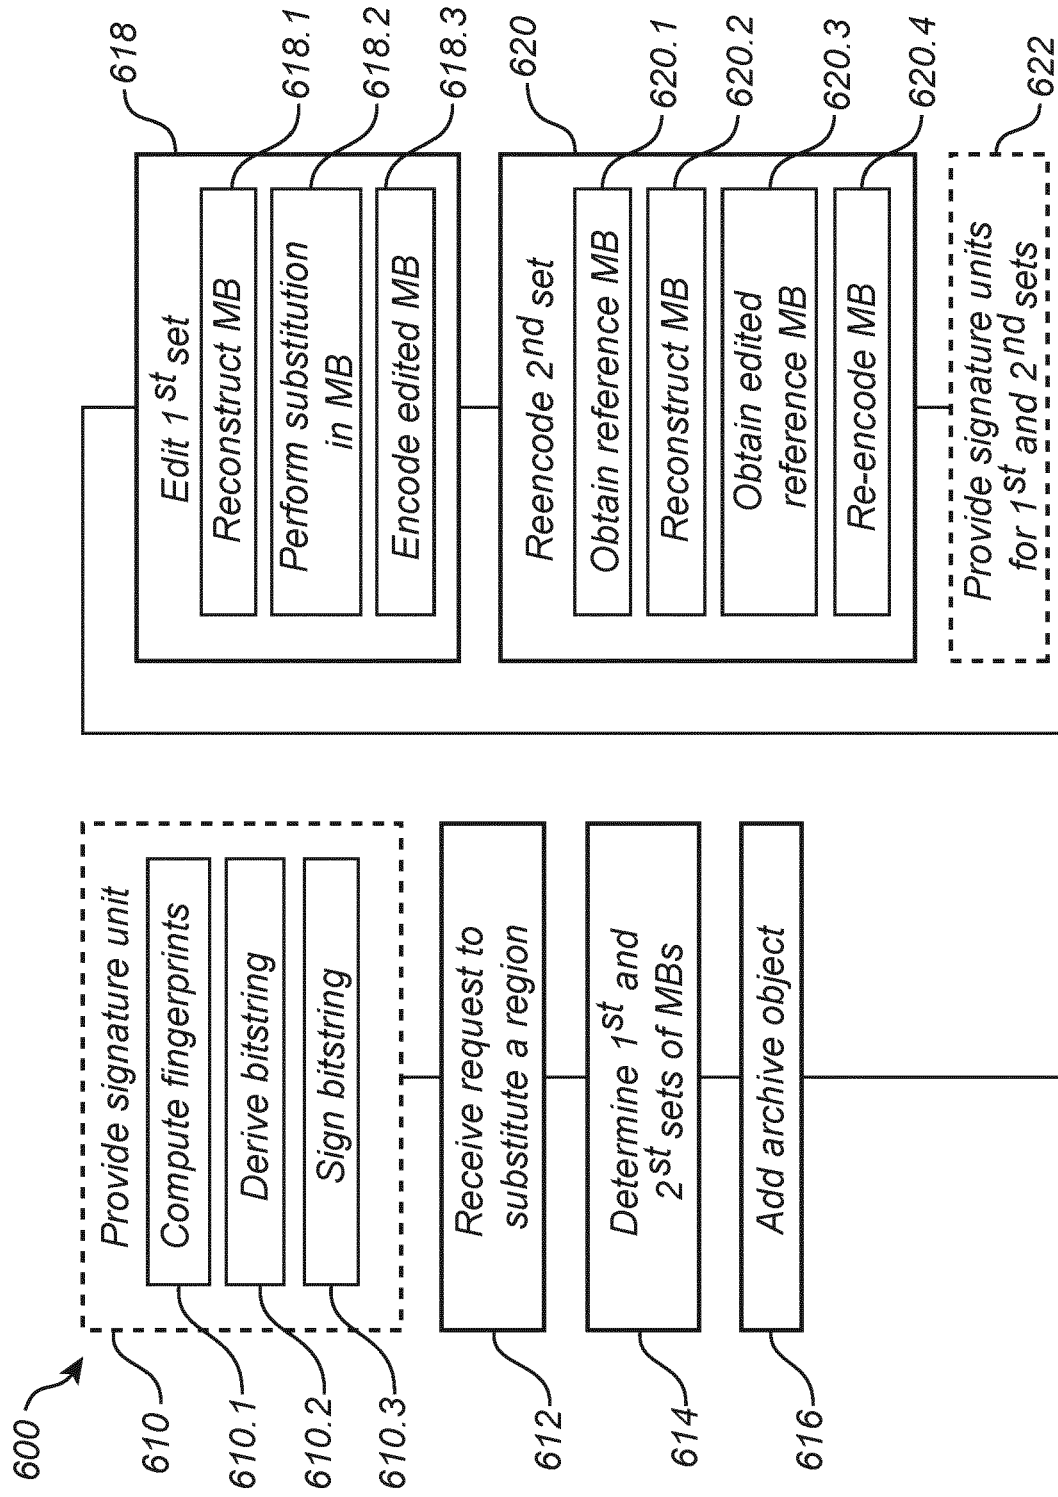 600
610
Provide signature unit
610.1
Compute fingerprints
610.2
Derive bitstring
610.3
Sign bitstring
612
Receive request to
substitute a region
614
Determine 1st and
2st sets of MBs
616
Add archive object
618
Edit 1st set
618.1
Reconstruct MB
618.2
Perform substitution
in MB
618.3
Encode edited MB
620
Reencode 2nd set
620.1
Obtain reference MB
620.2
Reconstruct MB
620.3
Obtain edited
reference MB
620.4
Re-encode MB
622
Provide signature units
for 1st and 2nd sets